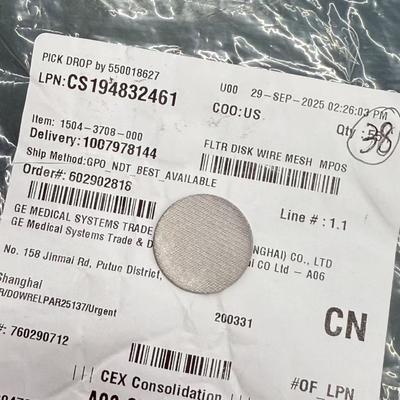 PICK DROP by 550018627
LPN:CS194832461
U00 29-SEP-2025 02:26:03 PM
COO:US
Qty
38
Item: 1504-3708-000
FLTR DISK WIRE MESH MPOS
Delivery:1007978144
Ship Method:GPO_NDT_BEST_AVAILABLE
Order#:602902818
Line # : 1.1
GE MEDICAL SYSTEMS TRADE GHAI) CO., LTD
GE Medical Systems Trade & D ai CO Ltd - A06
No. 158 Jinmai Rd, Putuo District,
Shanghai
200331
CN
R/DOWRELPAR25137/Urgent
#: 760290712
CEX Consolidation
#OF_LPN